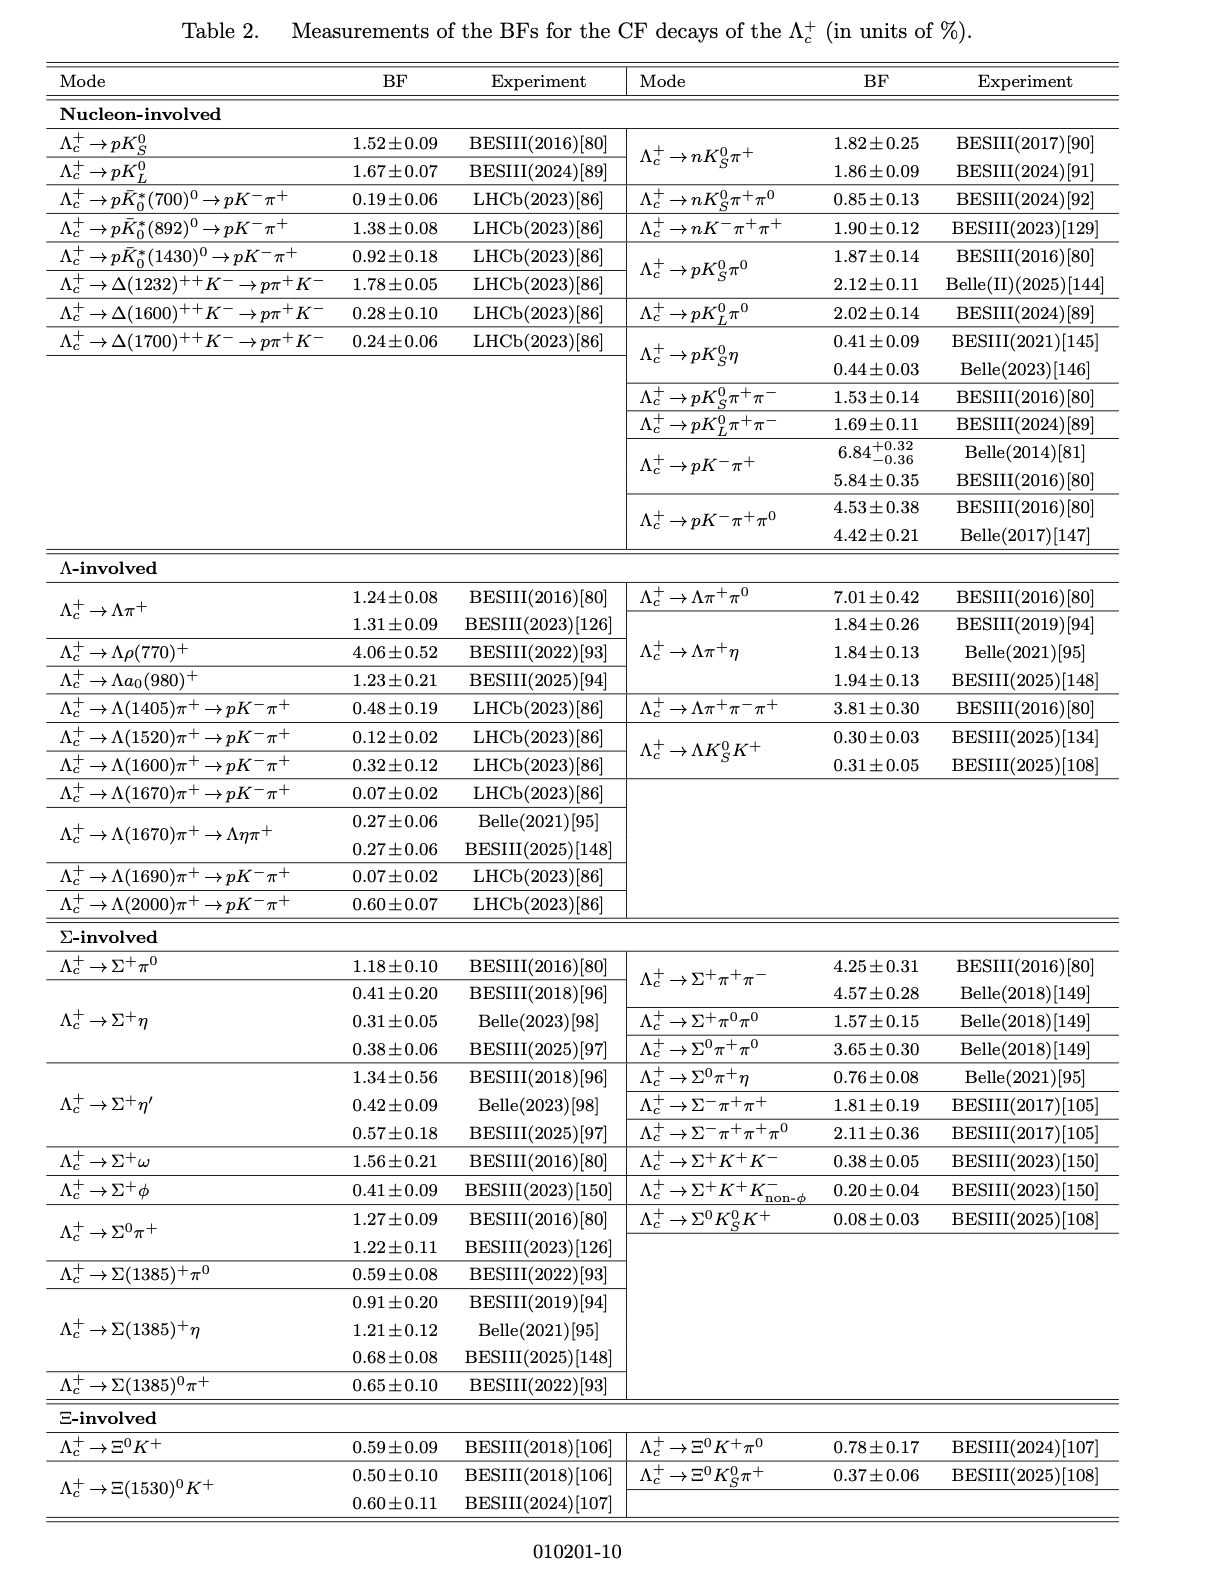 Table 2. Measurements of the BFs for the CF decays of the Λ_c^+ (in units of %).
Mode BF Experiment Mode BF Experiment
Nucleon-involved
Λ_c^+ → pK_S^0 1.52±0.09 BESIII(2016)[80]
Λ_c^+ → pK_L^0 1.67±0.07 BESIII(2024)[89]
Λ_c^+ → pK̄_0^*(700)^0 → pK^-π^+ 0.19±0.06 LHCb(2023)[86]
Λ_c^+ → pK̄_0^*(892)^0 → pK^-π^+ 1.38±0.08 LHCb(2023)[86]
Λ_c^+ → pK̄_0^*(1430)^0 → pK^-π^+ 0.92±0.18 LHCb(2023)[86]
Λ_c^+ → Δ(1232)^{++}K^- → pπ^+K^- 1.78±0.05 LHCb(2023)[86]
Λ_c^+ → Δ(1600)^{++}K^- → pπ^+K^- 0.28±0.10 LHCb(2023)[86]
Λ_c^+ → Δ(1700)^{++}K^- → pπ^+K^- 0.24±0.06 LHCb(2023)[86]
Λ_c^+ → nK_S^0π^+ 1.82±0.25 BESIII(2017)[90]
1.86±0.09 BESIII(2024)[91]
Λ_c^+ → nK_S^0π^+π^0 0.85±0.13 BESIII(2024)[92]
Λ_c^+ → nK^-π^+π^+ 1.90±0.12 BESIII(2023)[129]
Λ_c^+ → pK_S^0π^0 1.87±0.14 BESIII(2016)[80]
2.12±0.11 Belle(II)(2025)[144]
Λ_c^+ → pK_L^0π^0 2.02±0.14 BESIII(2024)[89]
Λ_c^+ → pK_S^0η 0.41±0.09 BESIII(2021)[145]
0.44±0.03 Belle(2023)[146]
Λ_c^+ → pK_S^0π^+π^- 1.53±0.14 BESIII(2016)[80]
Λ_c^+ → pK_L^0π^+π^- 1.69±0.11 BESIII(2024)[89]
Λ_c^+ → pK^-π^+ 6.84^{+0.32}_{-0.36} Belle(2014)[81]
5.84±0.35 BESIII(2016)[80]
Λ_c^+ → pK^-π^+π^0 4.53±0.38 BESIII(2016)[80]
4.42±0.21 Belle(2017)[147]
Λ-involved
Λ_c^+ → Λπ^+ 1.24±0.08 BESIII(2016)[80]
1.31±0.09 BESIII(2023)[126]
Λ_c^+ → Λρ(770)^+ 4.06±0.52 BESIII(2022)[93]
Λ_c^+ → Λa_0(980)^+ 1.23±0.21 BESIII(2025)[94]
Λ_c^+ → Λ(1405)π^+ → pK^-π^+ 0.48±0.19 LHCb(2023)[86]
Λ_c^+ → Λ(1520)π^+ → pK^-π^+ 0.12±0.02 LHCb(2023)[86]
Λ_c^+ → Λ(1600)π^+ → pK^-π^+ 0.32±0.12 LHCb(2023)[86]
Λ_c^+ → Λ(1670)π^+ → pK^-π^+ 0.07±0.02 LHCb(2023)[86]
Λ_c^+ → Λ(1670)π^+ → Ληπ^+ 0.27±0.06 Belle(2021)[95]
0.27±0.06 BESIII(2025)[148]
Λ_c^+ → Λ(1690)π^+ → pK^-π^+ 0.07±0.02 LHCb(2023)[86]
Λ_c^+ → Λ(2000)π^+ → pK^-π^+ 0.60±0.07 LHCb(2023)[86]
Λ_c^+ → Λπ^+π^0 7.01±0.42 BESIII(2016)[80]
Λ_c^+ → Λπ^+η 1.84±0.26 BESIII(2019)[94]
1.84±0.13 Belle(2021)[95]
1.94±0.13 BESIII(2025)[148]
Λ_c^+ → Λπ^+π^-π^+ 3.81±0.30 BESIII(2016)[80]
Λ_c^+ → ΛK_S^0K^+ 0.30±0.03 BESIII(2025)[134]
0.31±0.05 BESIII(2025)[108]
Σ-involved
Λ_c^+ → Σ^+π^0 1.18±0.10 BESIII(2016)[80]
Λ_c^+ → Σ^+η 0.41±0.20 BESIII(2018)[96]
0.31±0.05 Belle(2023)[98]
0.38±0.06 BESIII(2025)[97]
Λ_c^+ → Σ^+η′ 1.34±0.56 BESIII(2018)[96]
0.42±0.09 Belle(2023)[98]
0.57±0.18 BESIII(2025)[97]
Λ_c^+ → Σ^+ω 1.56±0.21 BESIII(2016)[80]
Λ_c^+ → Σ^+ϕ 0.41±0.09 BESIII(2023)[150]
Λ_c^+ → Σ^0π^+ 1.27±0.09 BESIII(2016)[80]
1.22±0.11 BESIII(2023)[126]
Λ_c^+ → Σ(1385)^+π^0 0.59±0.08 BESIII(2022)[93]
Λ_c^+ → Σ(1385)^+η 0.91±0.20 BESIII(2019)[94]
1.21±0.12 Belle(2021)[95]
0.68±0.08 BESIII(2025)[148]
Λ_c^+ → Σ(1385)^0π^+ 0.65±0.10 BESIII(2022)[93]
Λ_c^+ → Σ^+π^+π^- 4.25±0.31 BESIII(2016)[80]
4.57±0.28 Belle(2018)[149]
Λ_c^+ → Σ^+π^0π^0 1.57±0.15 Belle(2018)[149]
Λ_c^+ → Σ^0π^+π^0 3.65±0.30 Belle(2018)[149]
Λ_c^+ → Σ^0π^+η 0.76±0.08 Belle(2021)[95]
Λ_c^+ → Σ^-π^+π^+ 1.81±0.19 BESIII(2017)[105]
Λ_c^+ → Σ^-π^+π^+π^0 2.11±0.36 BESIII(2017)[105]
Λ_c^+ → Σ^+K^+K^- 0.38±0.05 BESIII(2023)[150]
Λ_c^+ → Σ^+K^+K^-_{non-ϕ} 0.20±0.04 BESIII(2023)[150]
Λ_c^+ → Σ^0K_S^0K^+ 0.08±0.03 BESIII(2025)[108]
Ξ-involved
Λ_c^+ → Ξ^0K^+ 0.59±0.09 BESIII(2018)[106]
Λ_c^+ → Ξ(1530)^0K^+ 0.50±0.10 BESIII(2018)[106]
0.60±0.11 BESIII(2024)[107]
Λ_c^+ → Ξ^0K^+π^0 0.78±0.17 BESIII(2024)[107]
Λ_c^+ → Ξ^0K_S^0π^+ 0.37±0.06 BESIII(2025)[108]
010201-10